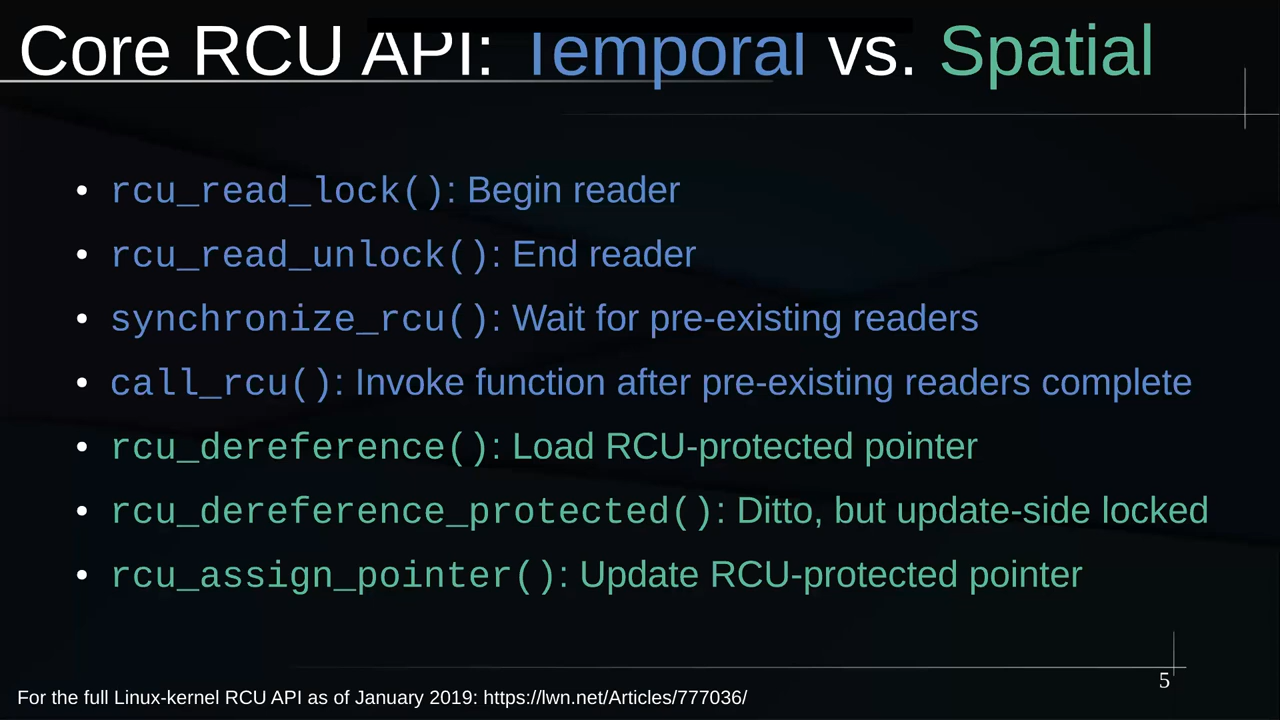 Core RCU API: Temporal vs. Spatial
• rcu_read_lock(): Begin reader
• rcu_read_unlock(): End reader
• synchronize_rcu(): Wait for pre-existing readers
• call_rcu(): Invoke function after pre-existing readers complete
• rcu_dereference(): Load RCU-protected pointer
• rcu_dereference_protected(): Ditto, but update-side locked
• rcu_assign_pointer(): Update RCU-protected pointer
5
For the full Linux-kernel RCU API as of January 2019: https://lwn.net/Articles/777036/